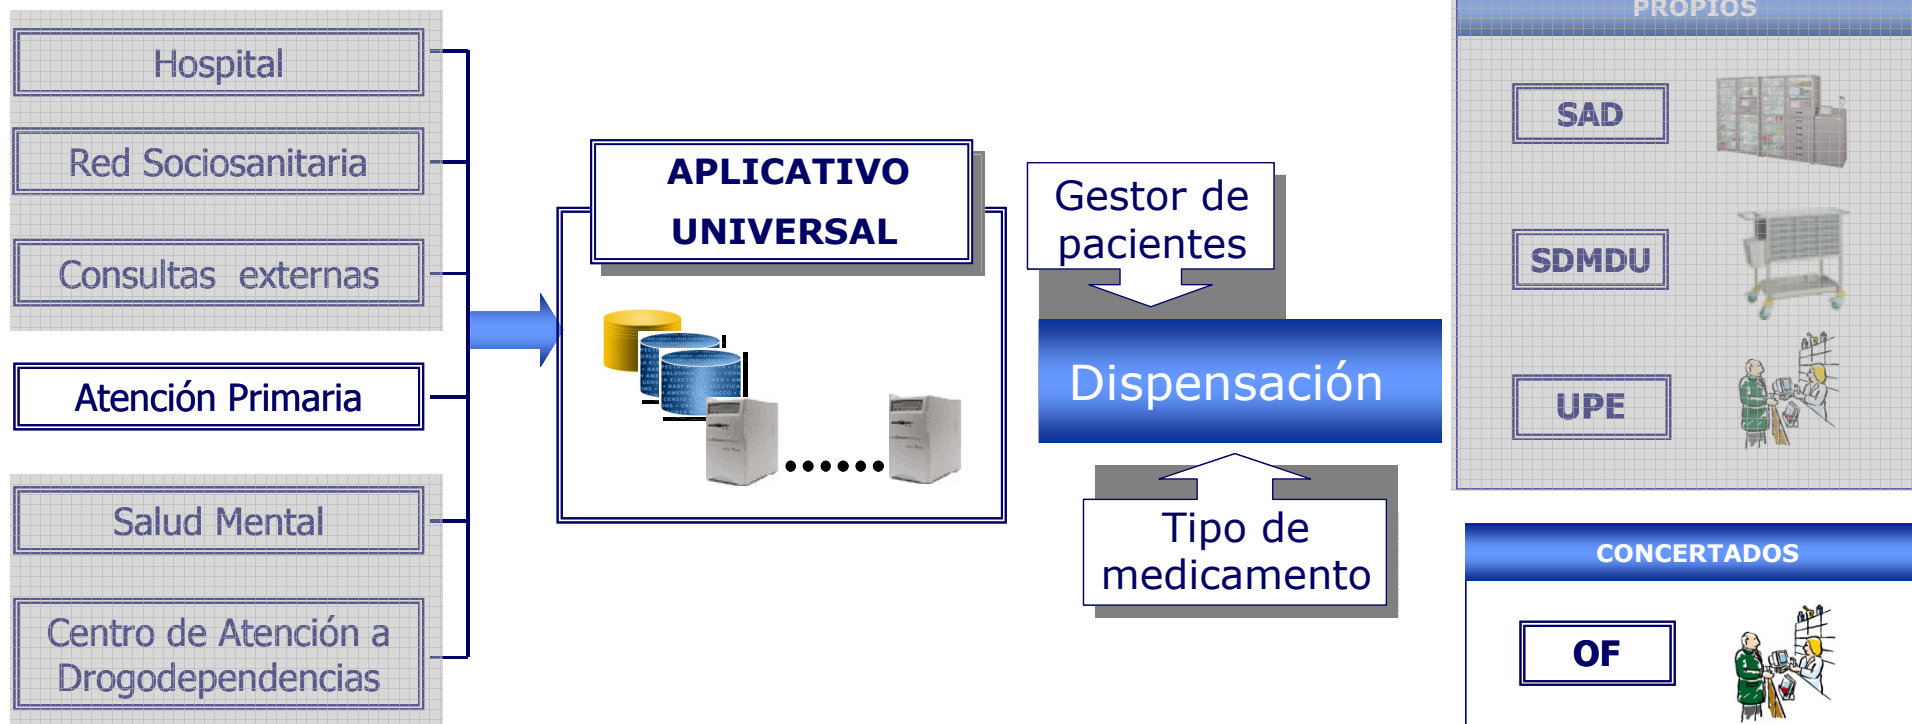 Hospital
Red Sociosanitaria
Consultas externas
Atención Primaria
Salud Mental
Centro de Atención a
Drogodependencias
APLICATIVO
UNIVERSAL
Gestor de
pacientes
Dispensación
Tipo de
medicamento
PROPIOS
SAD
SDMDU
UPE
CONCERTADOS
OF